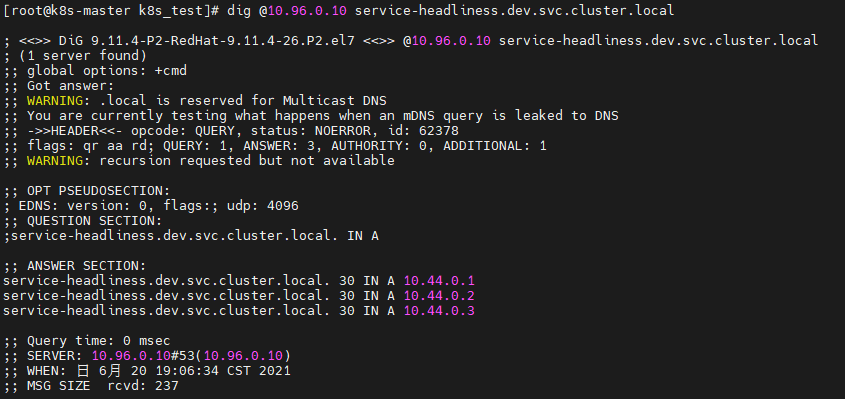 [root@k8s-master k8s_test]# dig @10.96.0.10 service-headliness.dev.svc.cluster.local
; <<>> DiG 9.11.4-P2-RedHat-9.11.4-26.P2.el7 <<>> @10.96.0.10 service-headliness.dev.svc.cluster.local
; (1 server found)
;; global options: +cmd
;; Got answer:
;; WARNING: .local is reserved for Multicast DNS
;; You are currently testing what happens when an mDNS query is leaked to DNS
;; ->>HEADER<<- opcode: QUERY, status: NOERROR, id: 62378
;; flags: qr aa rd; QUERY: 1, ANSWER: 3, AUTHORITY: 0, ADDITIONAL: 1
;; WARNING: recursion requested but not available
;; OPT PSEUDOSECTION:
; EDNS: version: 0, flags:; udp: 4096
;; QUESTION SECTION:
;service-headliness.dev.svc.cluster.local. IN A
;; ANSWER SECTION:
service-headliness.dev.svc.cluster.local. 30 IN A 10.44.0.1
service-headliness.dev.svc.cluster.local. 30 IN A 10.44.0.2
service-headliness.dev.svc.cluster.local. 30 IN A 10.44.0.3
;; Query time: 0 msec
;; SERVER: 10.96.0.10#53(10.96.0.10)
;; WHEN: 日 6月 20 19:06:34 CST 2021
;; MSG SIZE  rcvd: 237